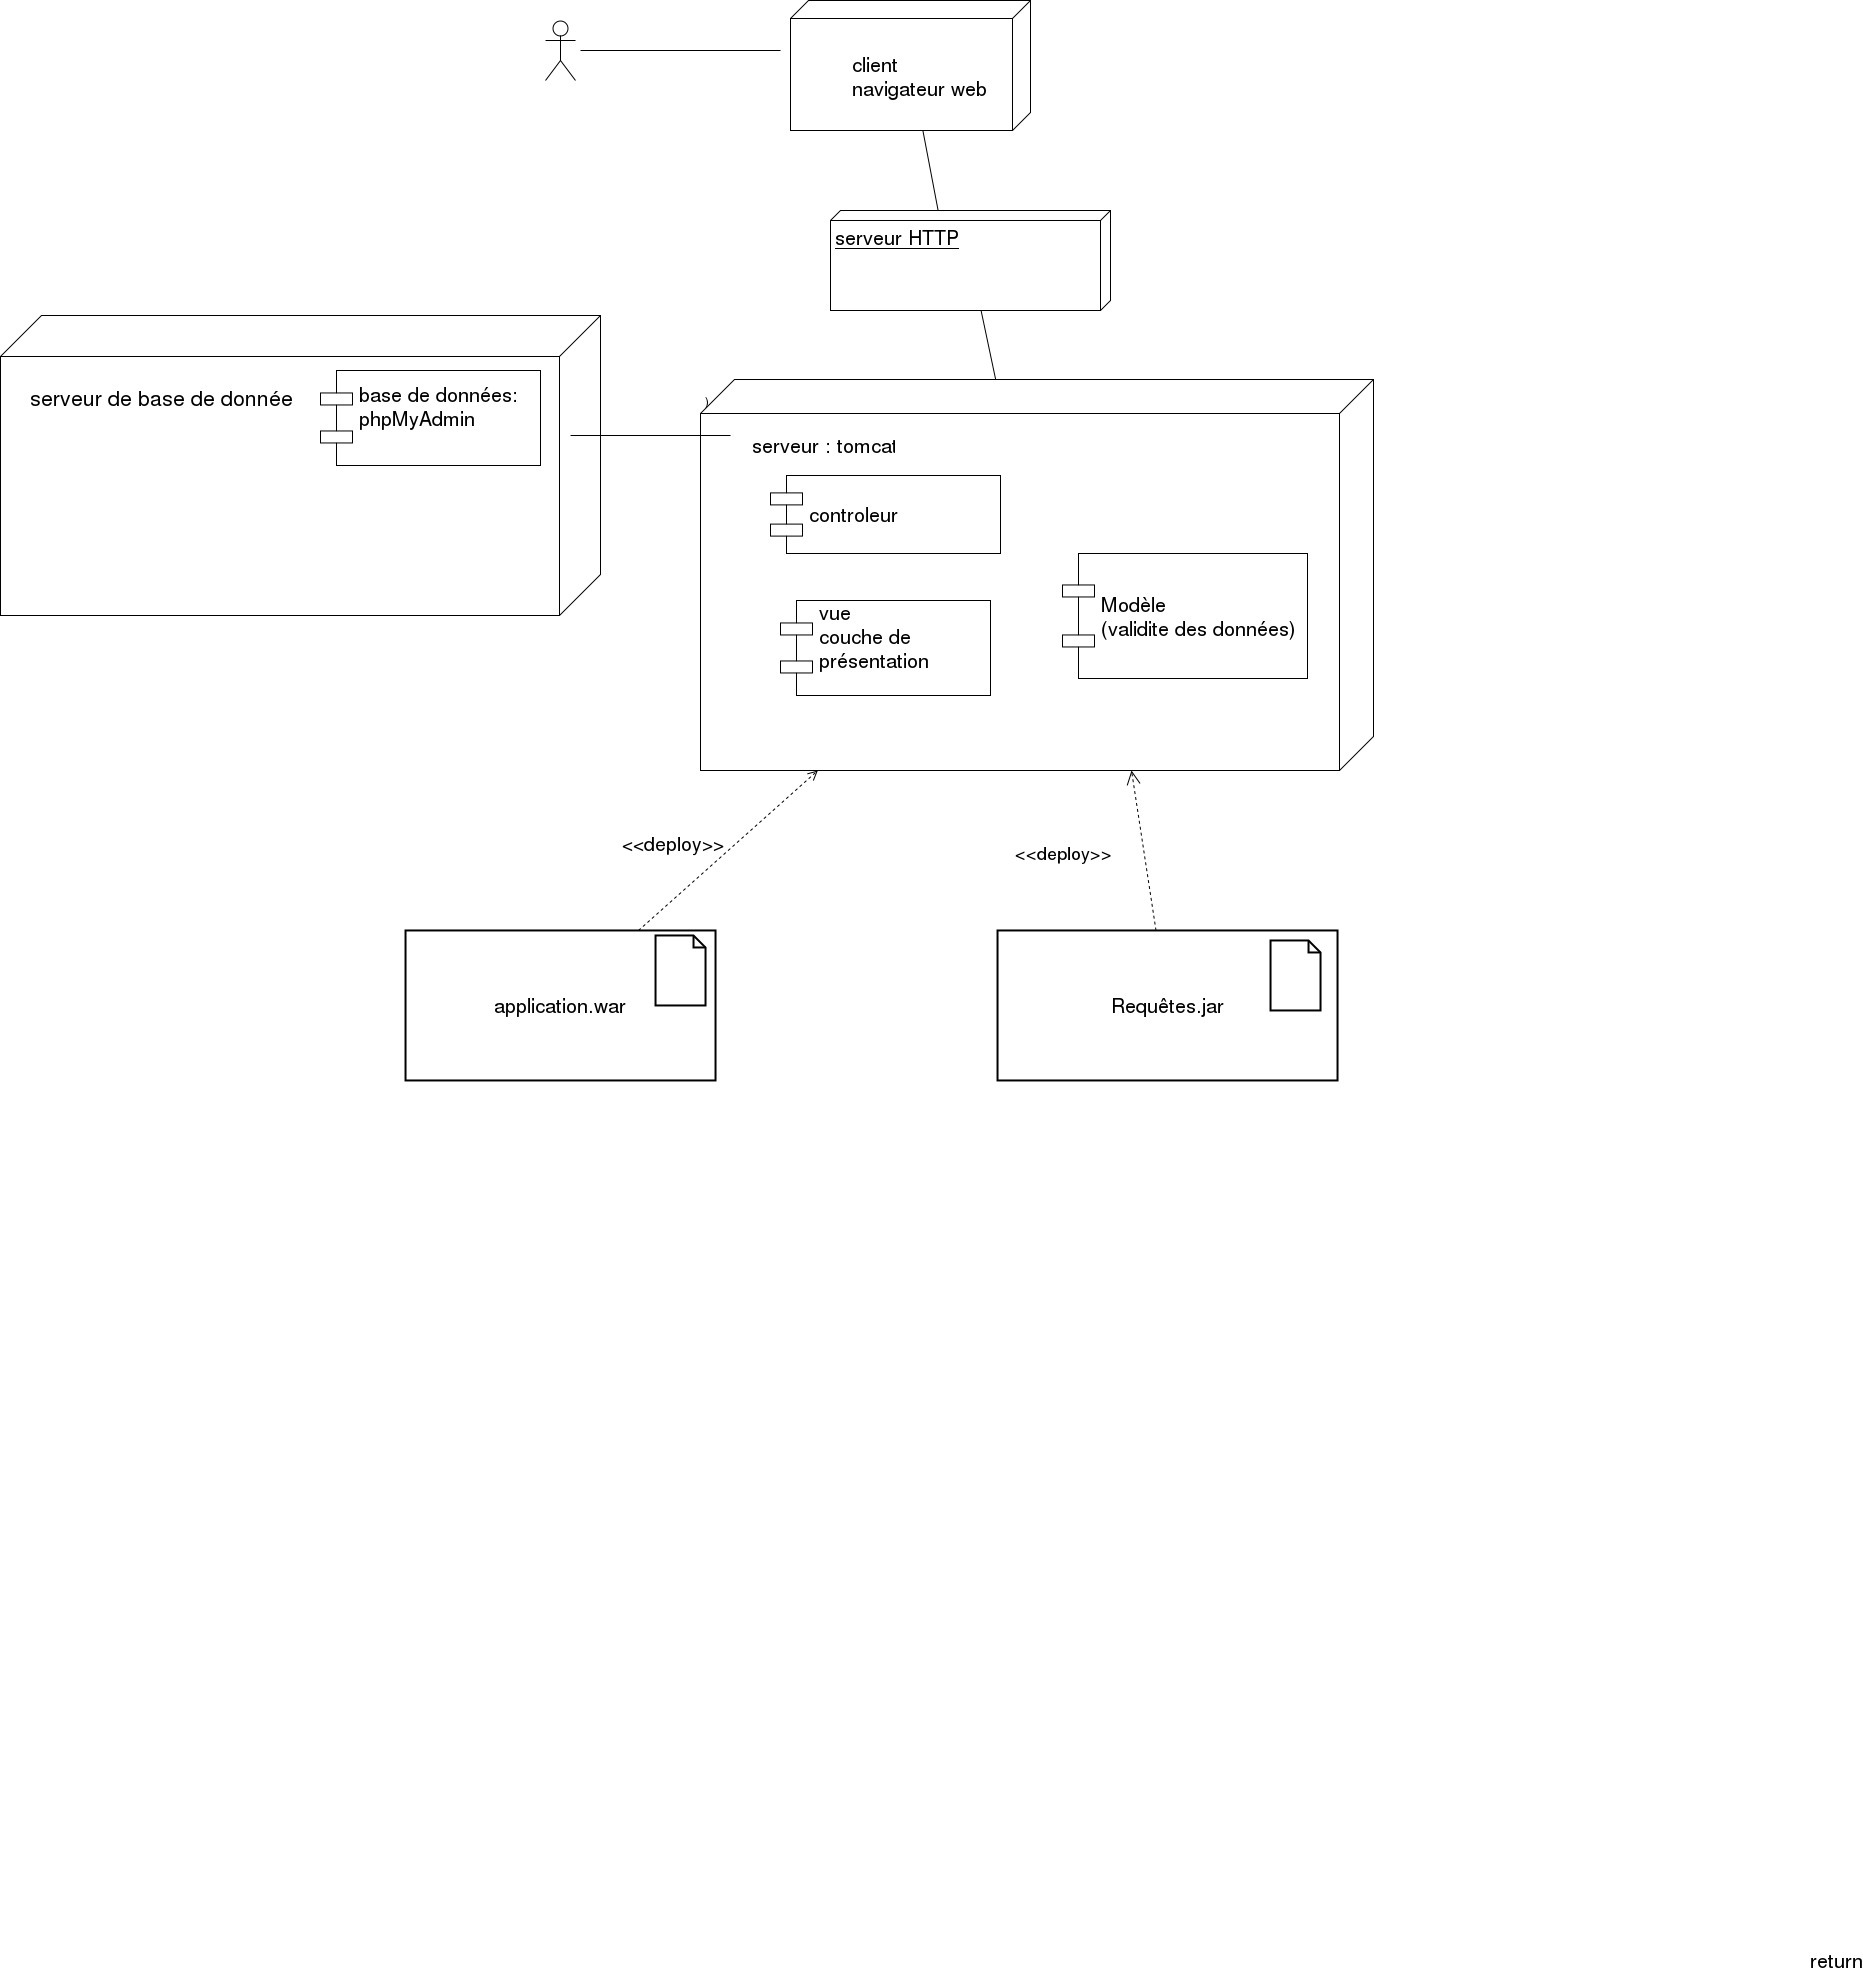 client
navigateur web
serveur HTTP
serveur de base de donnée
base de données:
phpMyAdmin
)
serveur : tomcat
controleur
vue
couche de
présentation
Modèle
(validite des données)
<<deploy>>
<<deploy>>
application.war
Requêtes.jar
return